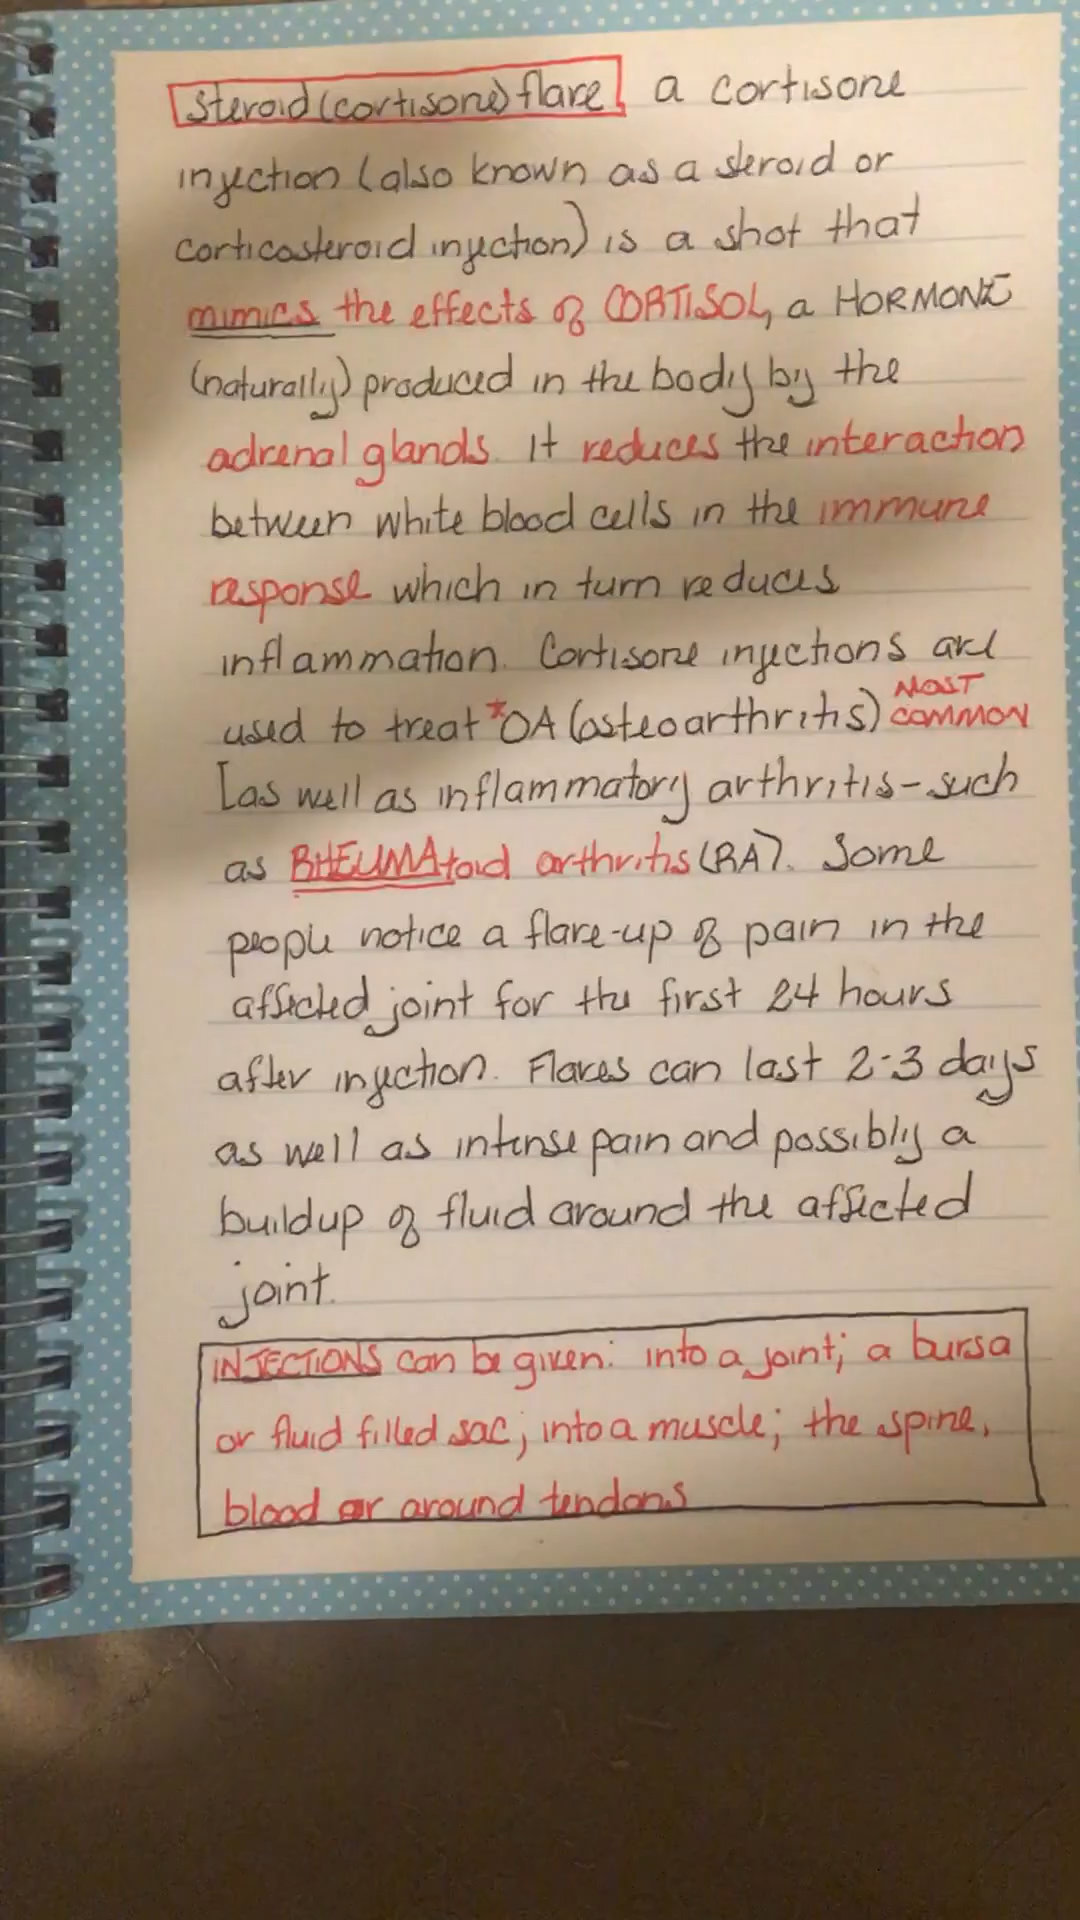 steroid (cortisone) flare a cortisone
injection (also known as a steroid or
corticosteroid injection) is a shot that
mimics the effects of CORTISOL, a HORMONE
(naturally) produced in the body by the
adrenal glands. It reduces the interaction
between white blood cells in the immune
response which in turn reduces
inflammation. Cortisone injections are
used to treat *OA (osteoarthritis) MOST COMMON
[as well as inflammatory arthritis-such
as RHEUMAtoid arthritis (RA). Some
people notice a flare-up of pain in the
affected joint for the first 24 hours
after injection. Flares can last 2-3 days
as well as intense pain and possibly a
buildup of fluid around the affected
joint.
INJECTIONS can be given: into a joint; a bursa
or fluid filled sac; into a muscle; the spine,
blood or around tendons